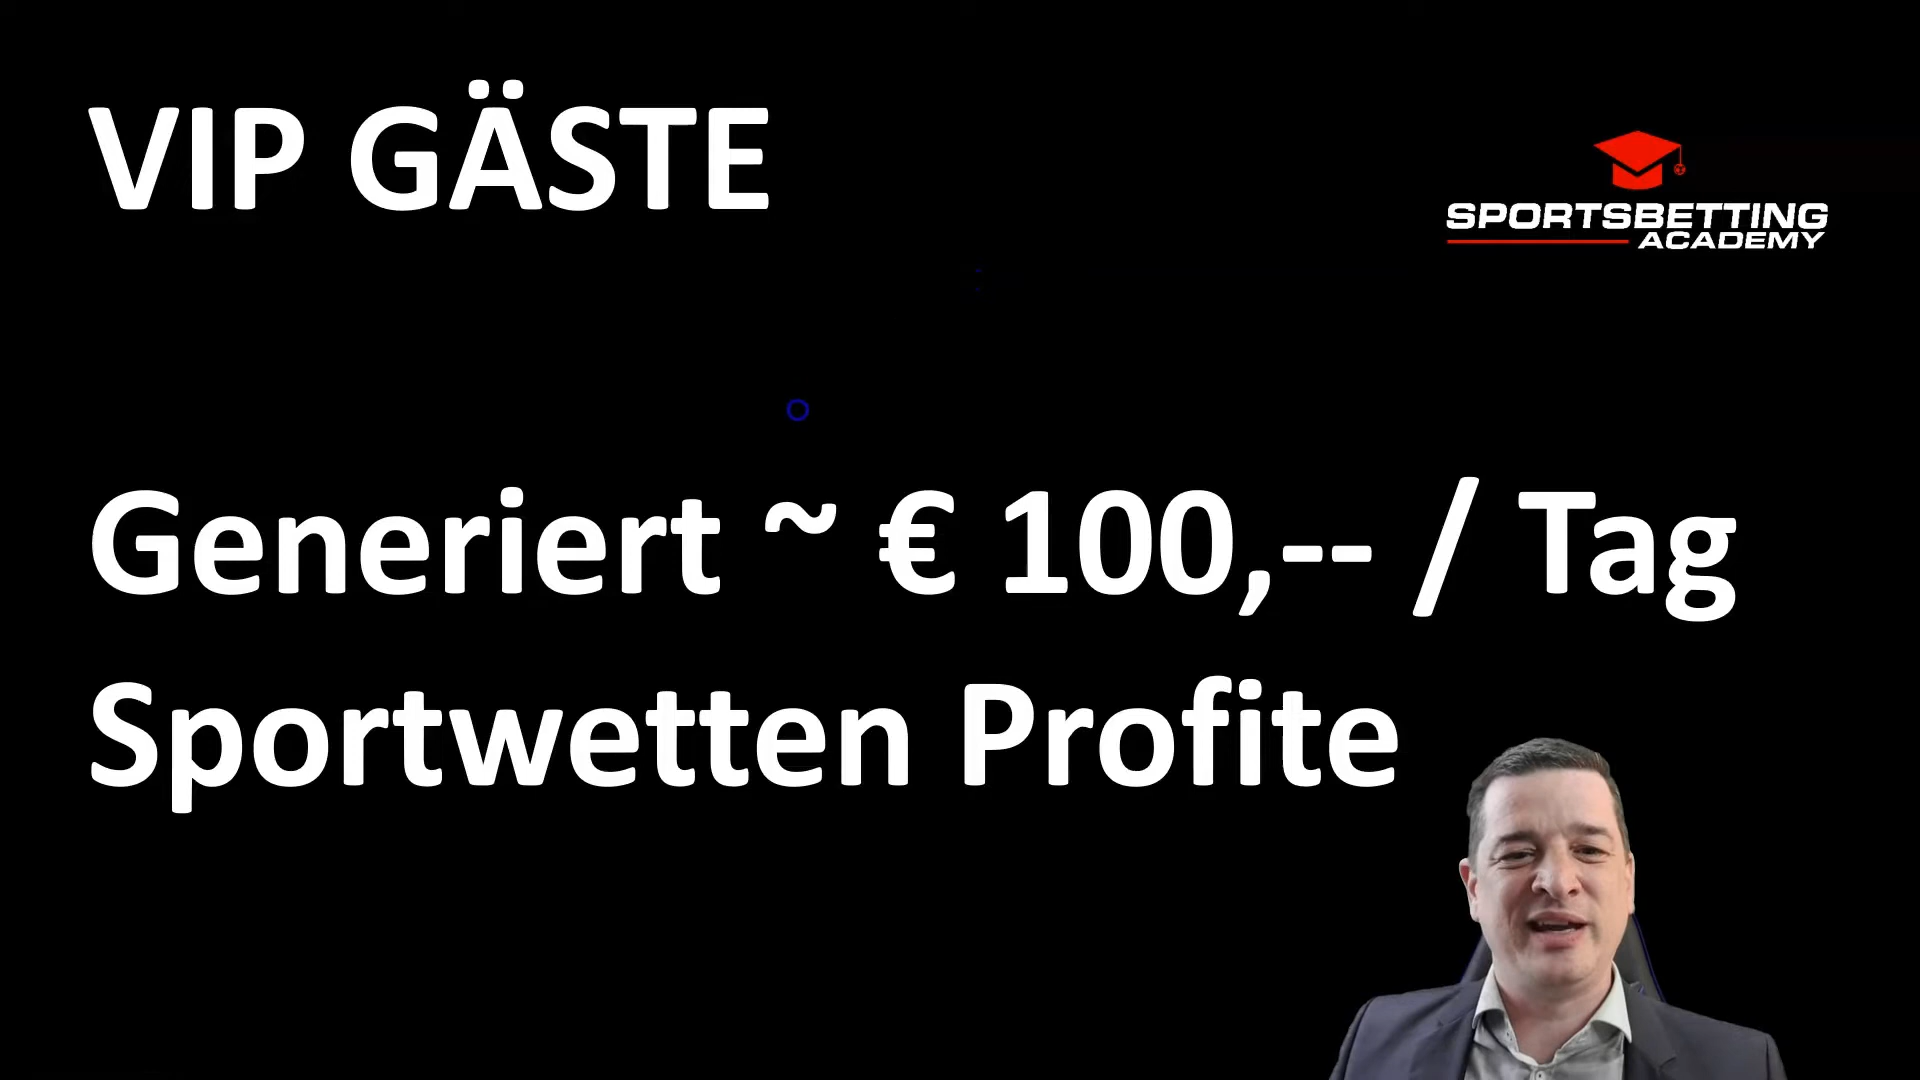 VIP GÄSTE
SPORTSBETTING
ACADEMY
Generiert ~ € 100,-- / Tag
Sportwetten Profite